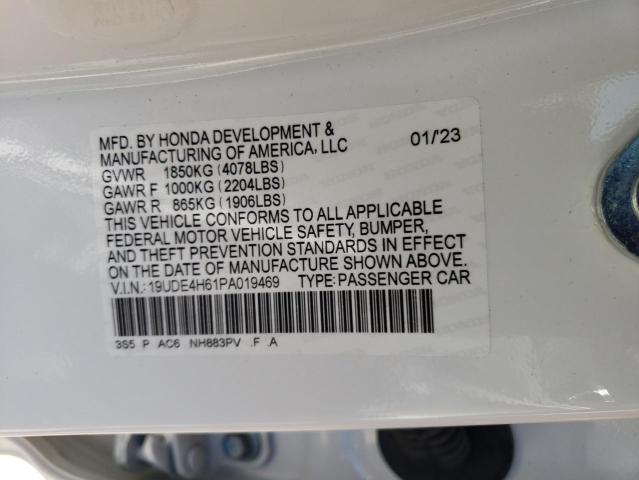 MFD. BY HONDA DEVELOPMENT &
MANUFACTURING OF AMERICA, LLC 01/'23
GVWR 1850KG (4078LBS)
GAWR F 1000KG (2204LBS)
GAWR R 865KG (1906LBS)
THIS VEHICLE CONFORMS TO ALL APPLICABLE
FEDERAL MOTOR VEHICLE SAFETY, BUMPER,
AND THEFT PREVENTION STANDARDS IN EFFECT
ON THE DATE OF MANUFACTURE SHOWN ABOVE.
V.I.N.:19UDE4H61PA019469 TYPE:PASSENGER CAR
3S5 P AC6 NH883PV .F .A